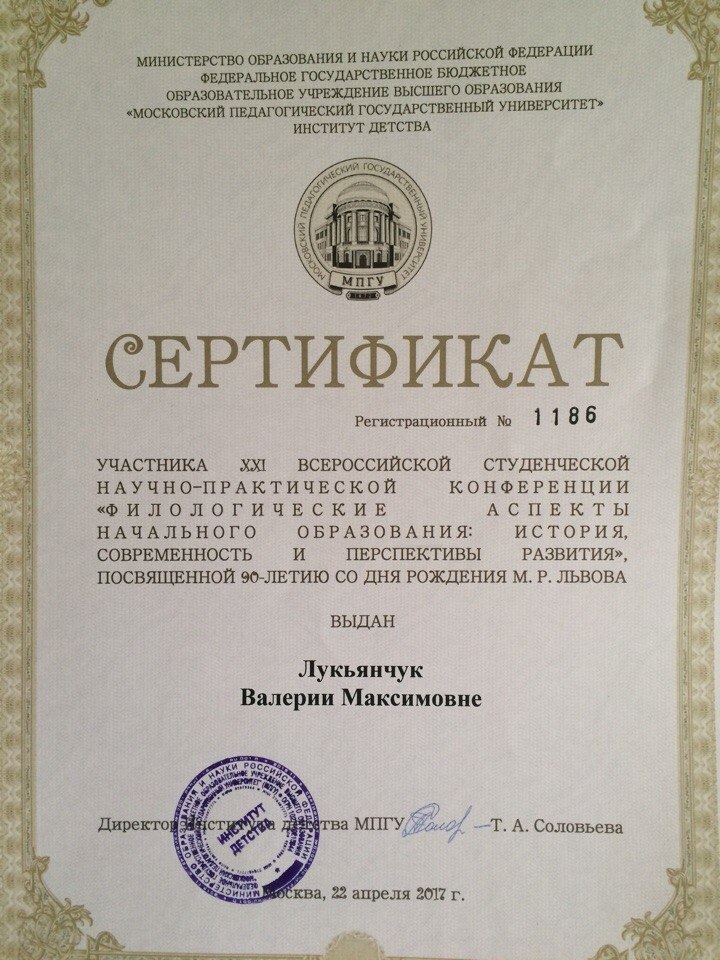 МИНИСТЕРСТВО ОБРАЗОВАНИЯ И НАУКИ РОССИЙСКОЙ ФЕДЕРАЦИИ
ФЕДЕРАЛЬНОЕ ГОСУДАРСТВЕННОЕ БЮДЖЕТНОЕ
ОБРАЗОВАТЕЛЬНОЕ УЧРЕЖДЕНИЕ ВЫСШЕГО ОБРАЗОВАНИЯ
«МОСКОВСКИЙ ПЕДАГОГИЧЕСКИЙ ГОСУДАРСТВЕННЫЙ УНИВЕРСИТЕТ»
ИНСТИТУТ ДЕТСТВА
МОСКОВСКИЙ ПЕДАГОГИЧЕСКИЙ ГОСУДАРСТВЕННЫЙ УНИВЕРСИТЕТ
МПГУ
СЕРТИФИКАТ
Регистрационный № 1186
УЧАСТНИКА XXI ВСЕРОССИЙСКОЙ СТУДЕНЧЕСКОЙ
НАУЧНО-ПРАКТИЧЕСКОЙ КОНФЕРЕНЦИИ
«ФИЛОЛОГИЧЕСКИЕ АСПЕКТЫ
НАЧАЛЬНОГО ОБРАЗОВАНИЯ: ИСТОРИЯ,
СОВРЕМЕННОСТЬ И ПЕРСПЕКТИВЫ РАЗВИТИЯ»,
ПОСВЯЩЕННОЙ 90-ЛЕТИЮ СО ДНЯ РОЖДЕНИЯ М. Р. ЛЬВОВА
ВЫДАН
Лукьянчук
Валерии Максимовне
Директор Института детства МПГУ Т. А. Соловьева
ИНСТИТУТ
ДЕТСТВА
Москва, 22 апреля 2017 г.